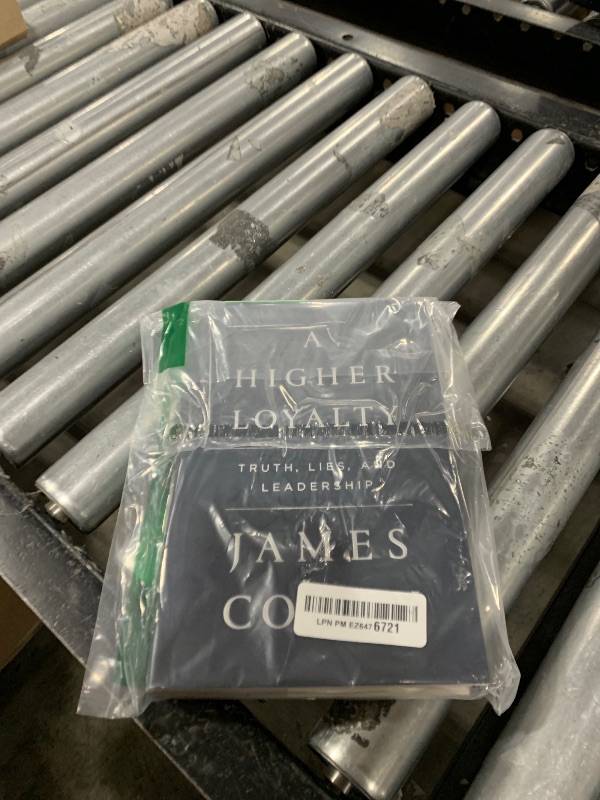 A
HIGHER
LOYALTY
TRUTH, LIES, AND
LEADERSHIP
JAMES
CO
LPN PM EZ647 6721